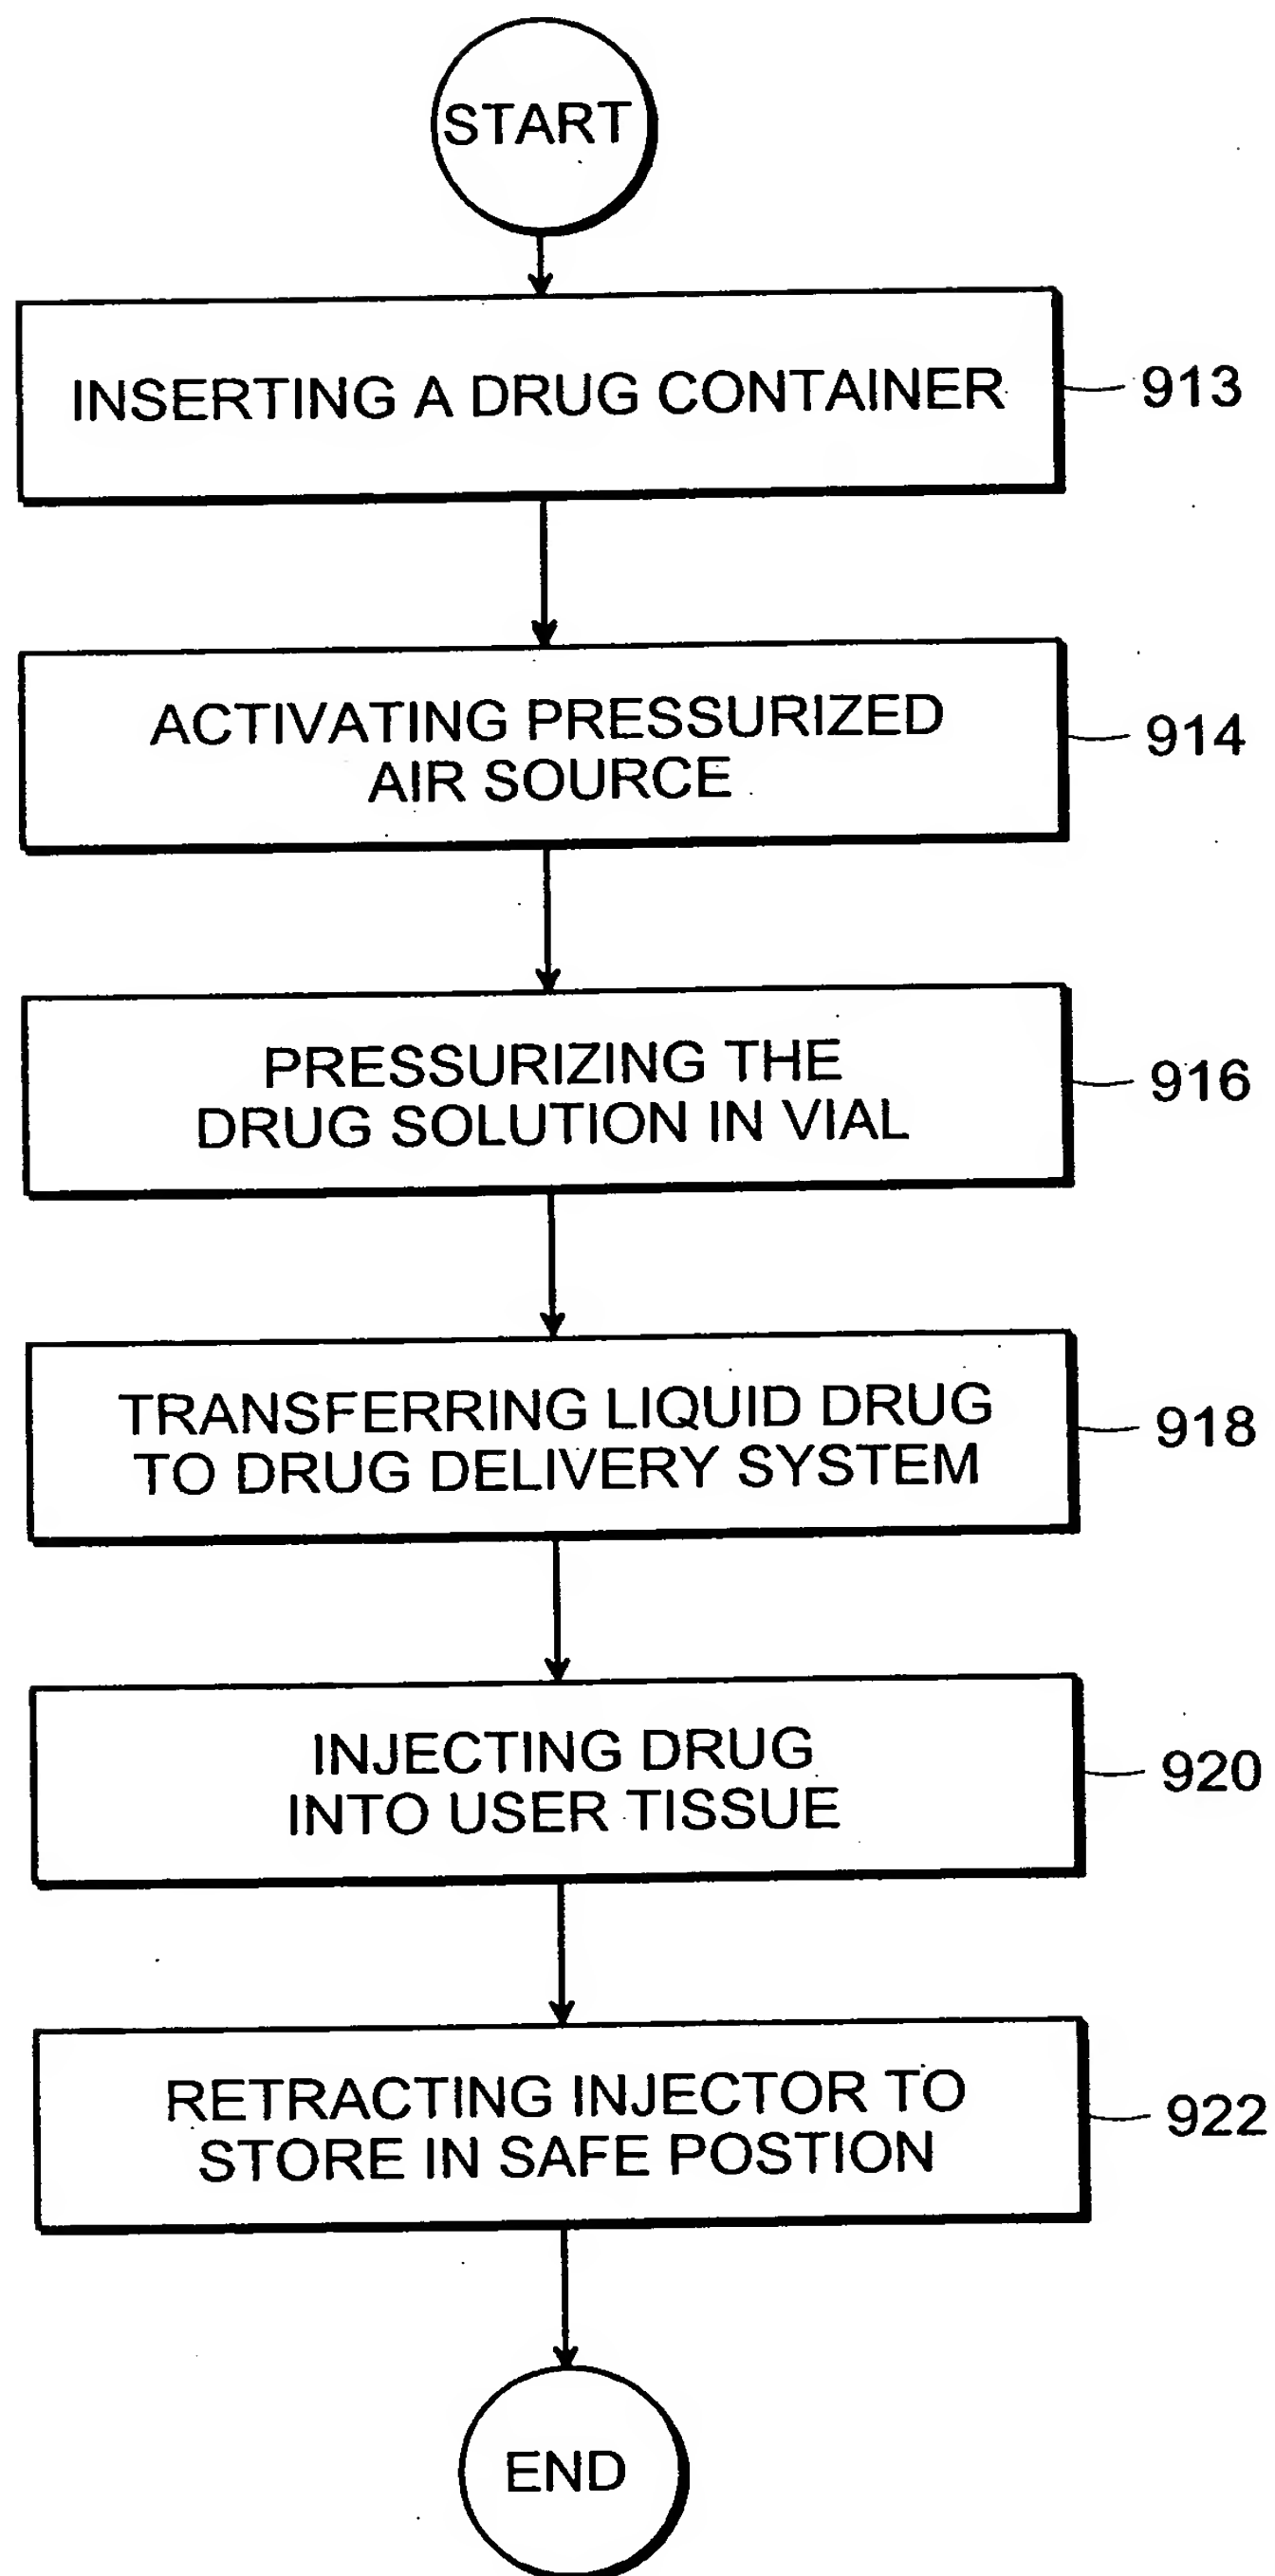 START
INSERTING A DRUG CONTAINER
913
ACTIVATING PRESSURIZED
AIR SOURCE
914
PRESSURIZING THE
DRUG SOLUTION IN VIAL
916
TRANSFERRING LIQUID DRUG
TO DRUG DELIVERY SYSTEM
918
INJECTING DRUG
INTO USER TISSUE
920
RETRACTING INJECTOR TO
STORE IN SAFE POSTION
922
END